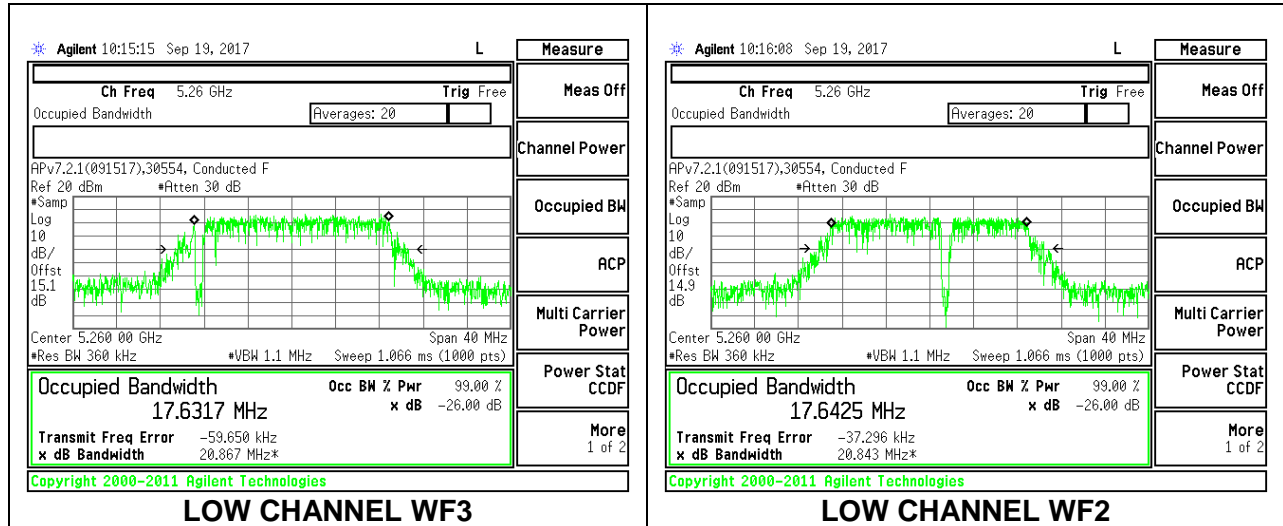 Agilent 10:15:15 Sep 19, 2017 L Measure
Ch Freq 5.26 GHz Trig Free
Occupied Bandwidth Averages: 20
APv7.2.1(091517),30554, Conducted F
Ref 20 dBm #Atten 30 dB
#Samp
Log
10
dB/
Offst
15.1
dB
Center 5.260 00 GHz Span 40 MHz
#Res BW 360 kHz #VBW 1.1 MHz Sweep 1.066 ms (1000 pts)
Occupied Bandwidth Occ BW % Pwr 99.00 %
17.6317 MHz x dB -26.00 dB
Transmit Freq Error -59.650 kHz
x dB Bandwidth 20.867 MHz*
Copyright 2000-2011 Agilent Technologies
Meas Off
Channel Power
Occupied BW
ACP
Multi Carrier
Power
Power Stat
CCDF
More
1 of 2
LOW CHANNEL WF3
Agilent 10:16:08 Sep 19, 2017 L Measure
Ch Freq 5.26 GHz Trig Free
Occupied Bandwidth Averages: 20
APv7.2.1(091517),30554, Conducted F
Ref 20 dBm #Atten 30 dB
#Samp
Log
10
dB/
Offst
14.9
dB
Center 5.260 00 GHz Span 40 MHz
#Res BW 360 kHz #VBW 1.1 MHz Sweep 1.066 ms (1000 pts)
Occupied Bandwidth Occ BW % Pwr 99.00 %
17.6425 MHz x dB -26.00 dB
Transmit Freq Error -37.296 kHz
x dB Bandwidth 20.843 MHz*
Copyright 2000-2011 Agilent Technologies
Meas Off
Channel Power
Occupied BW
ACP
Multi Carrier
Power
Power Stat
CCDF
More
1 of 2
LOW CHANNEL WF2